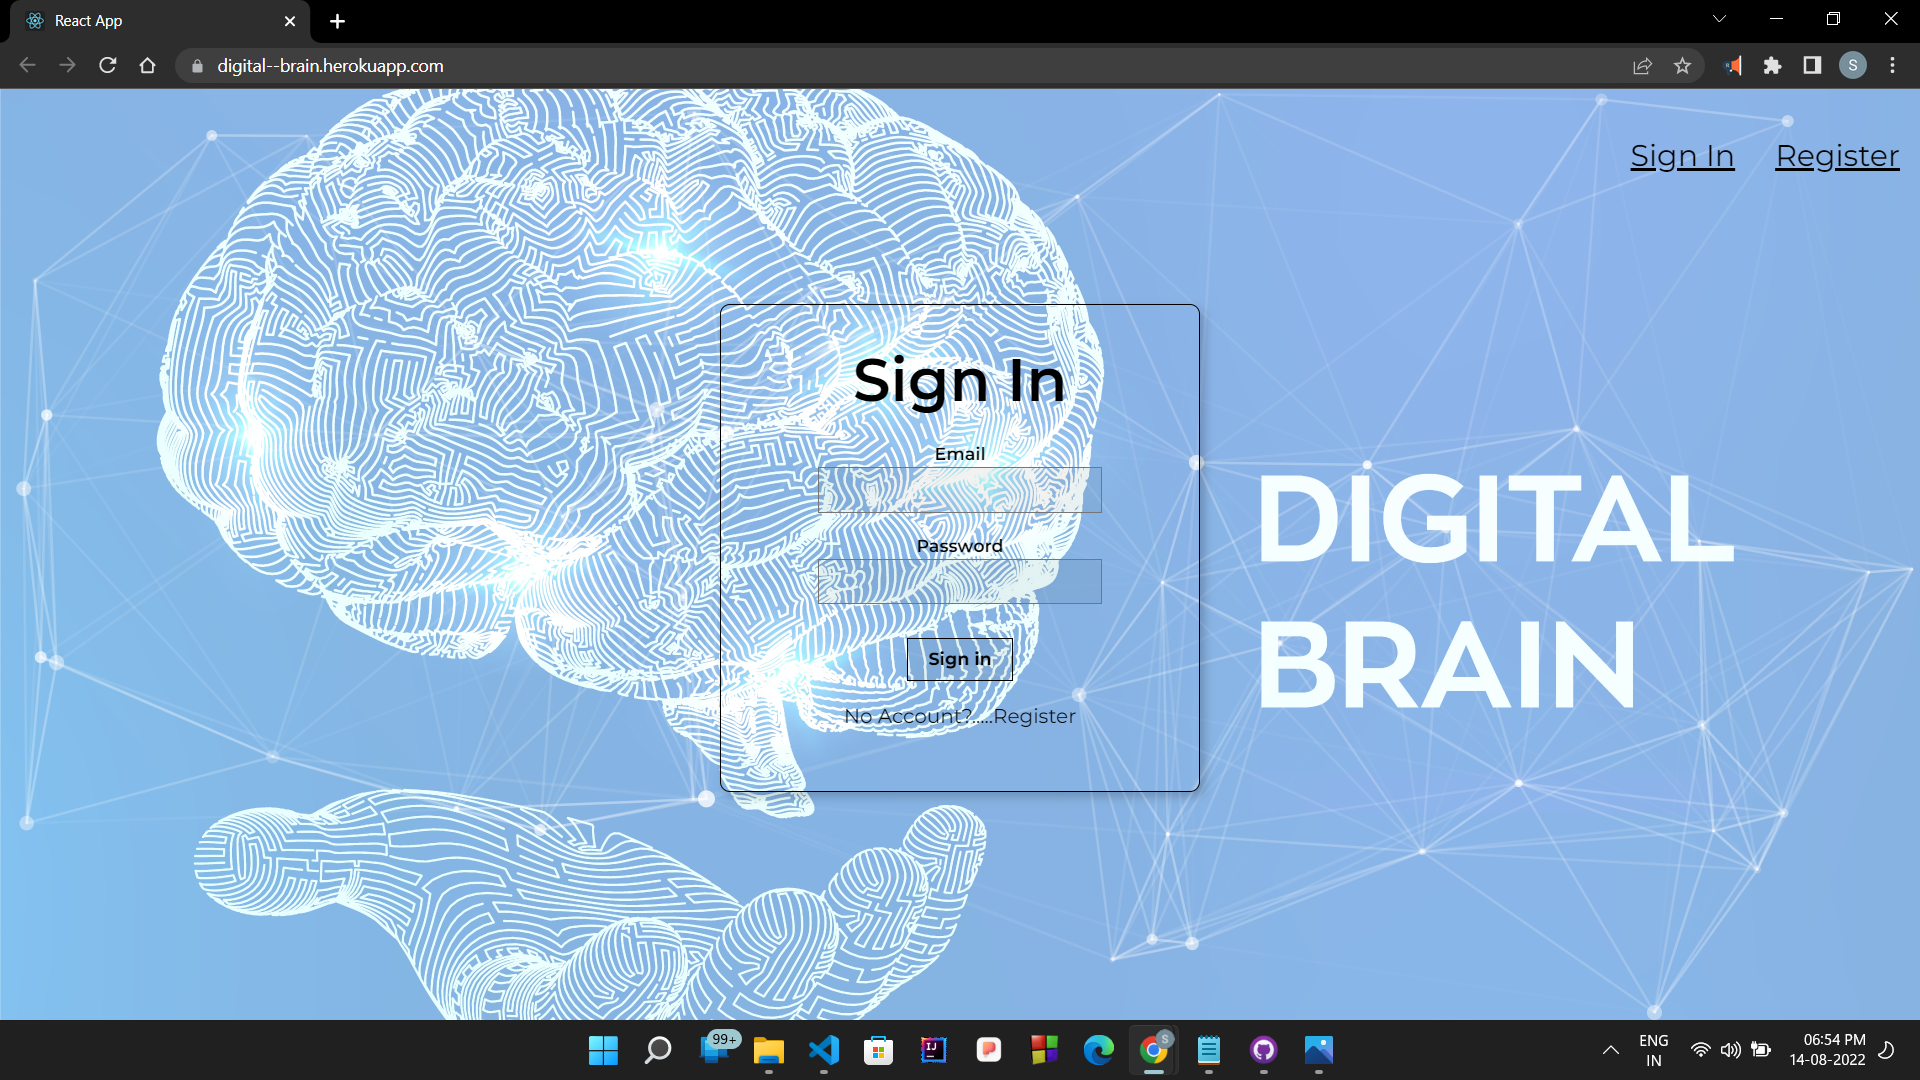 React App
digital--brain.herokuapp.com
S
Sign In Register
Sign In
Email
Password
Sign in
No Account?.....Register
DIGITAL
BRAIN
99+
IJ
S
ENG
IN
06:54 PM
14-08-2022